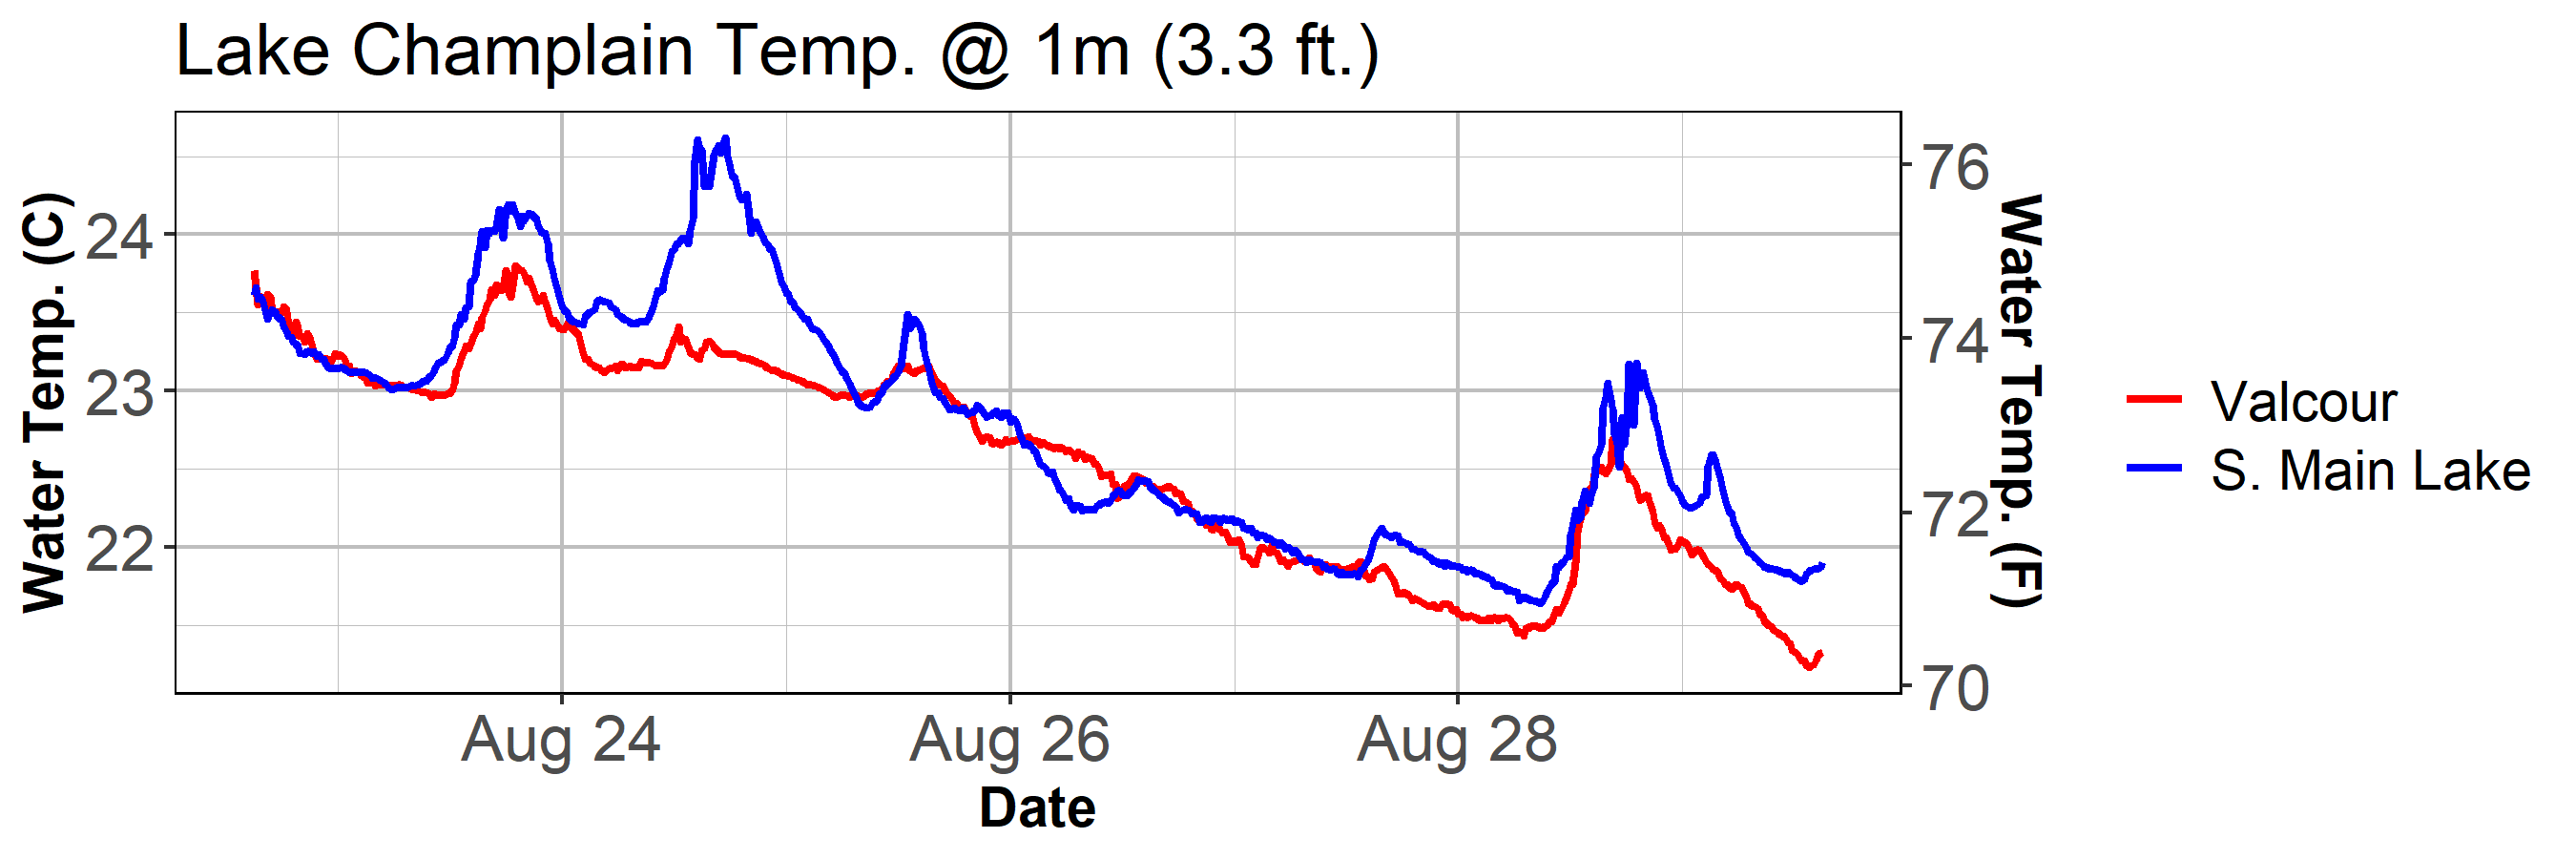 Lake Champlain Temp. @ 1m (3.3 ft.)
Water Temp. (C)
24
23
22
76
74
72
70
Water Temp. (F)
Aug 24
Aug 26
Aug 28
Date
Valcour
S. Main Lake